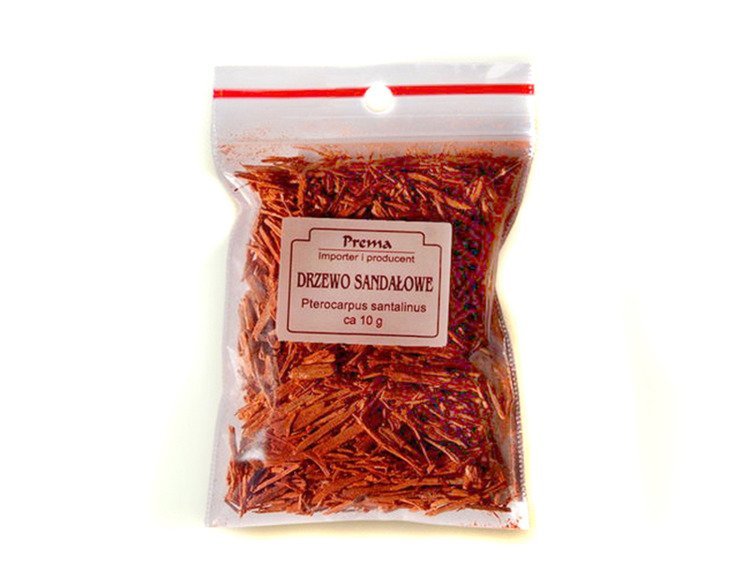 Prema
Importer i producent
DRZEWO SANDAŁOWE
Pterocarpus santalinus
ca 10 g